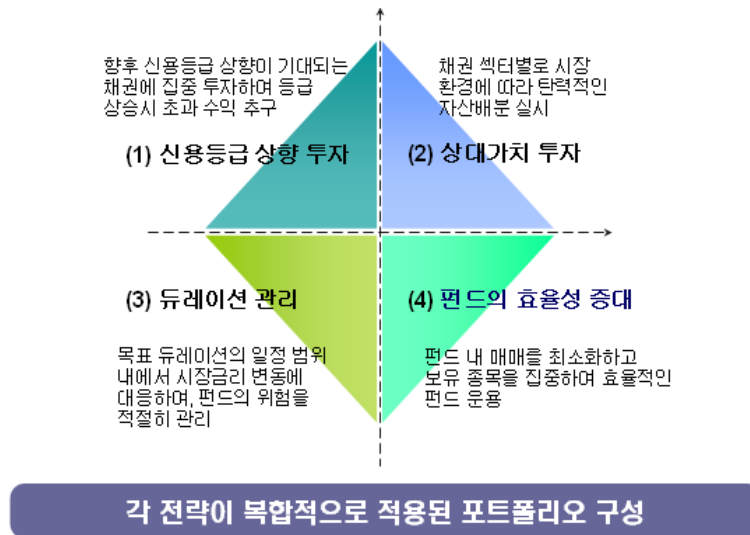 향후 신용등급 상향이 기대되는
채권에 집중 투자하며 등급
상승시 초과 수익 추구
(1) 신용등급 상향 투자
채권 섹터별로 시장
환경에 따라 탄력적인
자산배분 실시
(2) 상대가치 투자
(3) 듀레이션 관리
목표 듀레이션의 일정 범위
내에서 시장금리 변동에
대응하며, 펀드의 위험을
적절히 관리
(4) 펀드의 효율성 증대
펀드 내 매매를 최소화하고
보유 종목을 집중하며 효율적인
펀드 운용
각 전략이 복합적으로 적용된 포트폴리오 구성